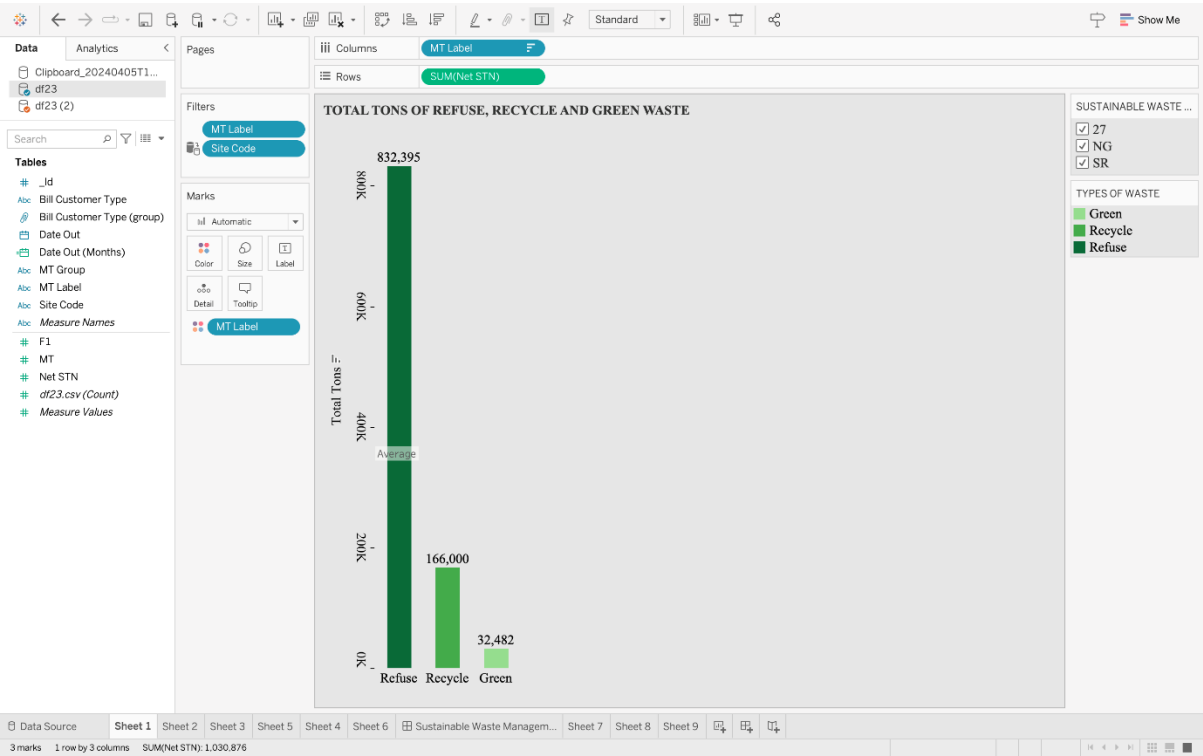 Standard
Show Me
Data
Analytics
Clipboard_20240405T1...
df23
df23 (2)
Search
Tables
_Id
Abc Bill Customer Type
Bill Customer Type (group)
Date Out
Date Out (Months)
Abc MT Group
Abc MT Label
Abc Site Code
Abc Measure Names
F1
MT
Net STN
df23.csv (Count)
Measure Values
Pages
Filters
MT Label
Site Code
Marks
Automatic
Color Size Label
Detail Tooltip
MT Label
Columns
MT Label
Rows
SUM(Net STN)
TOTAL TONS OF REFUSE, RECYCLE AND GREEN WASTE
Total Tons
800K
600K
400K
200K
0K
832,395
Average
166,000
32,482
Refuse Recycle Green
SUSTAINABLE WASTE ...
27
NG
SR
TYPES OF WASTE
Green
Recycle
Refuse
Data Source Sheet 1 Sheet 2 Sheet 3 Sheet 5 Sheet 4 Sheet 6 Sustainable Waste Managem... Sheet 7 Sheet 8 Sheet 9
3 marks 1 row by 3 columns SUM(Net STN): 1,030,876